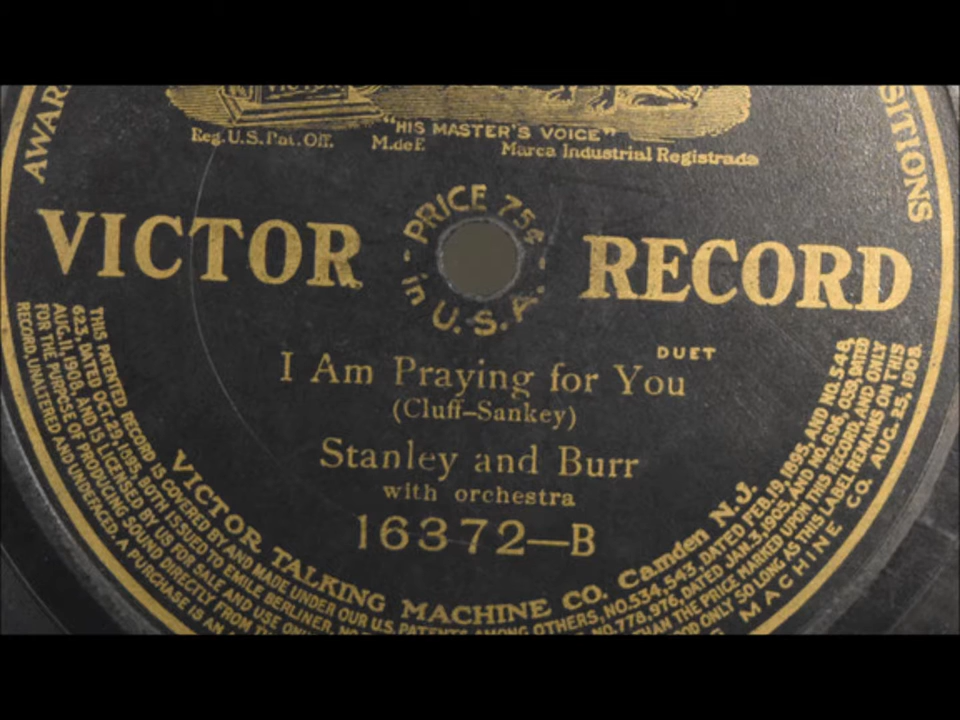 AWAR
SITIONS
VICTOR
"HIS MASTER'S VOICE"
Reg. U.S. Pat. Off. M. de F. Marca Industrial Registrada
VICTOR RECORD
PRICE 75¢
in U.S.A.
DUET
I Am Praying for You
(Cluff–Sankey)
Stanley and Burr
with orchestra
16372—B
VICTOR TALKING MACHINE CO. Camden N.J.
THIS PATENTED RECORD IS COVERED BY AND MADE UNDER OUR U.S. PATENTS AMONG OTHERS, NO. 534,543, DATED FEB. 19, 1895, AND NO. 548,
623, DATED OCT. 29, 1895, BOTH ISSUED TO EMILE BERLINER, NO. 778,976, DATED JAN. 3, 1905, AND NO. 896,059, DATED
AUG. 11, 1908, AND IS LICENSED BY US FOR SALE AND USE ONLY THAN THE PRICE MARKED UPON THIS RECORD, AND ONLY
FOR THE PURPOSE OF PRODUCING SOUND DIRECTLY FROM THE GOOD ONLY SO LONG AS THIS LABEL REMAINS ON THIS
RECORD, UNALTERED AND UNDEFACED. A PURCHASE IS AN MACHINE CO. AUG. 25, 1908.